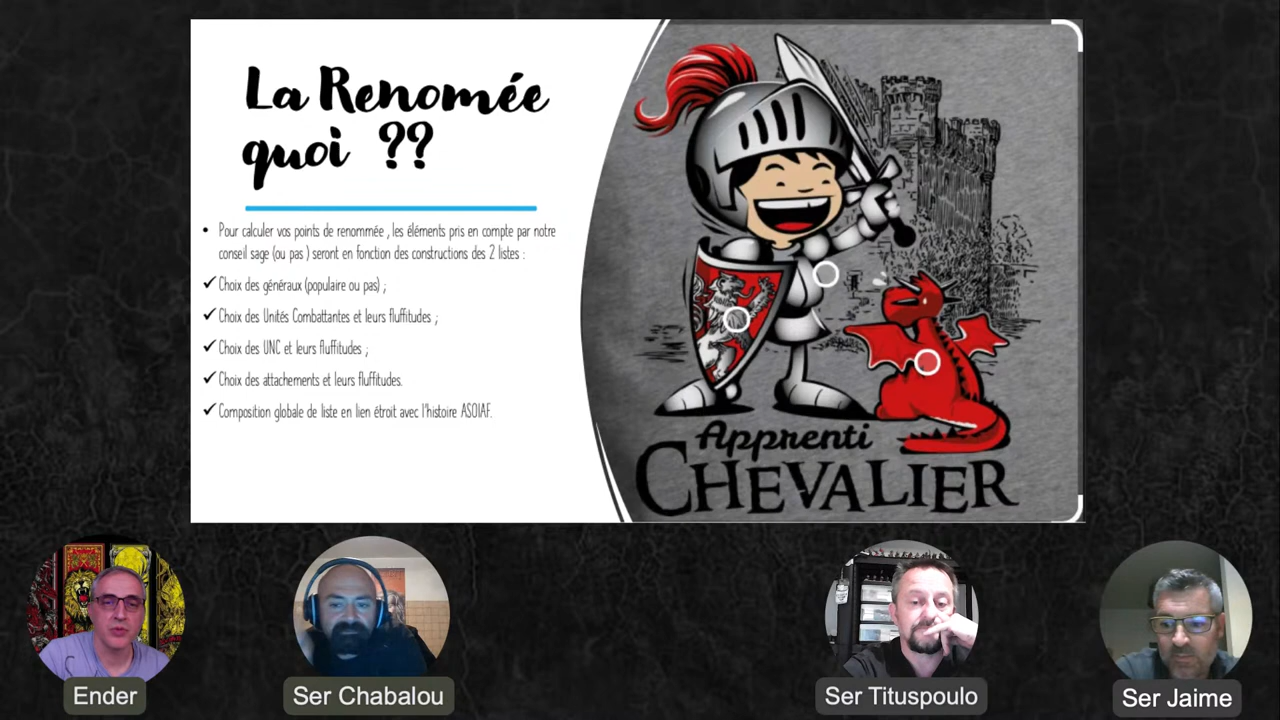 La Renomée
quoi ??
• Pour calculer vos points de renommée , les éléments pris en compte par notre
conseil sage (ou pas ) seront en fonction des constructions des 2 listes :
✓ Choix des généraux (populaire ou pas) ;
✓ Choix des Unités Combattantes et leurs fluffitudes ;
✓ Choix des UNC et leurs fluffitudes ;
✓ Choix des attachements et leurs fluffitudes.
✓ Composition globale de liste en lien étroit avec l'histoire ASOIAF.
Apprenti
CHEVALIER
Ender
Ser Chabalou
Ser Tituspoulo
Ser Jaime